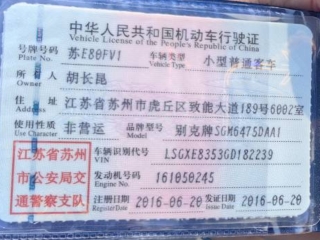 中华人民共和国机动车行驶证
Vehicle License of the People's Republic of China
号牌号码 苏E80FV1 车辆类型 小型普通客车
Plate No. Vehicle Type
所有人 胡长昆
Owner
住址 江苏省苏州市虎丘区致能大道189号6002室
Address
使用性质 非营运 品牌型号 别克牌SGM6475DAA1
Use Character Model
江苏省苏州
市公安局交
通警察支队
车辆识别代号 LSGXE8353GD182239
VIN
发动机号码 161050245
Engine No.
注册日期 2016-06-20 发证日期 2016-06-20
Register Date Issue Date